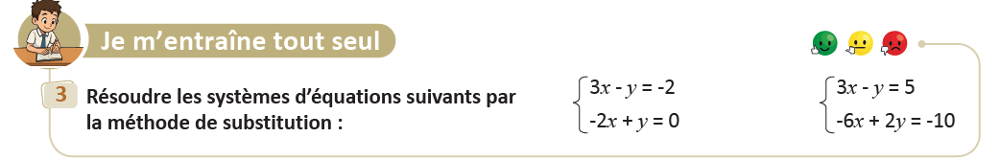 Je m'entraîne tout seul
3 Résoudre les systèmes d'équations suivants par
la méthode de substitution :
3x - y = -2
-2x + y = 0
3x - y = 5
-6x + 2y = -10